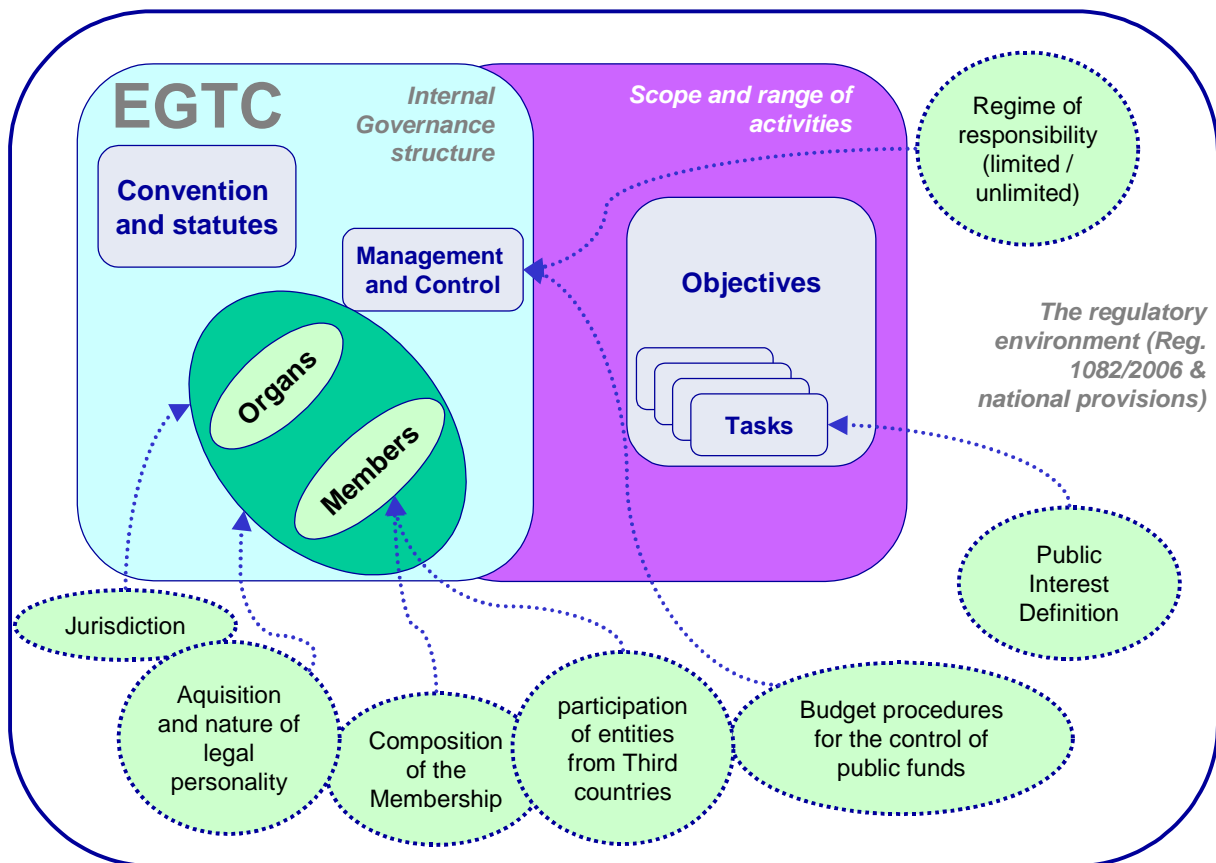 EGTC
Internal
Governance
structure
Scope and range of
activities
Regime of
responsibility
(limited /
unlimited)
Convention
and statutes
Management
and Control
Objectives
The regulatory
environment (Reg.
1082/2006 &
national provisions)
Organs
Members
Tasks
Public
Interest
Definition
Jurisdiction
Aquisition
and nature of
legal
personality
Composition
of the
Membership
participation
of entities
from Third
countries
Budget procedures
for the control of
public funds